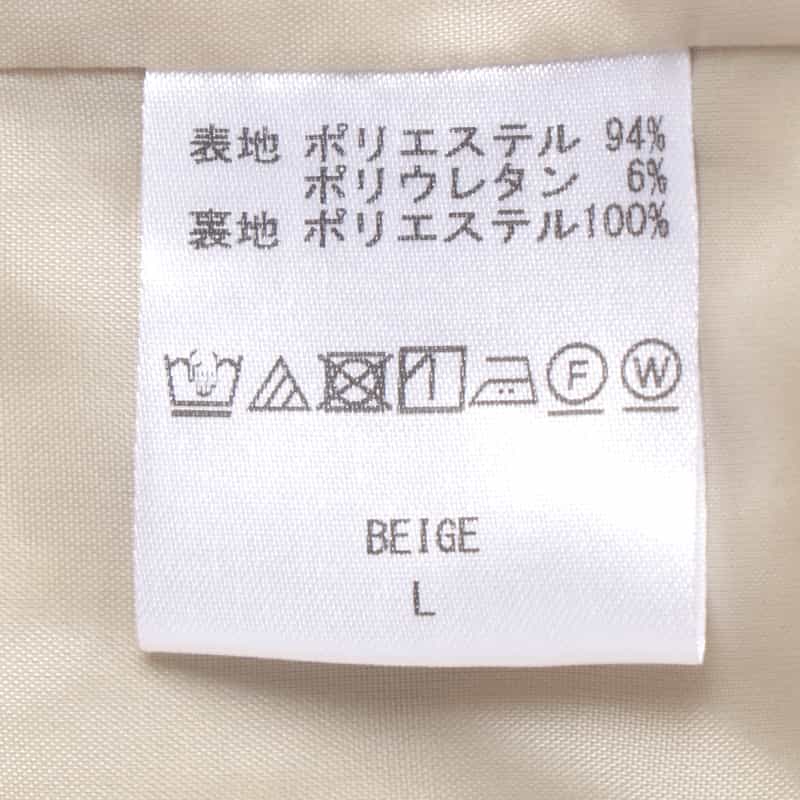 表地 ポリエステル 94%
ポリウレタン 6%
裏地 ポリエステル100%
F W
BEIGE
L